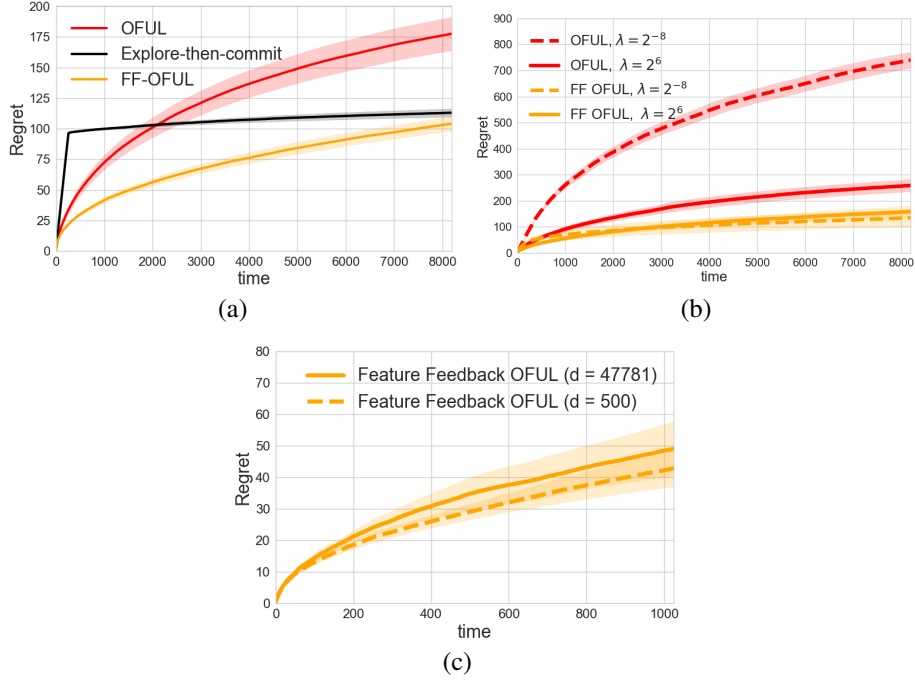 200
175
150
125
100
75
50
25
0
Regret
OFUL
Explore-then-commit
FF-OFUL
0 1000 2000 3000 4000 5000 6000 7000 8000
time
(a)
900
800
700
600
500
400
300
200
100
0
Regret
OFUL, λ = 2⁻⁸
OFUL, λ = 2⁶
FF OFUL, λ = 2⁻⁸
FF OFUL, λ = 2⁶
0 1000 2000 3000 4000 5000 6000 7000 8000
time
(b)
80
70
60
50
40
30
20
10
0
Regret
Feature Feedback OFUL (d = 47781)
Feature Feedback OFUL (d = 500)
0 200 400 600 800 1000
time
(c)